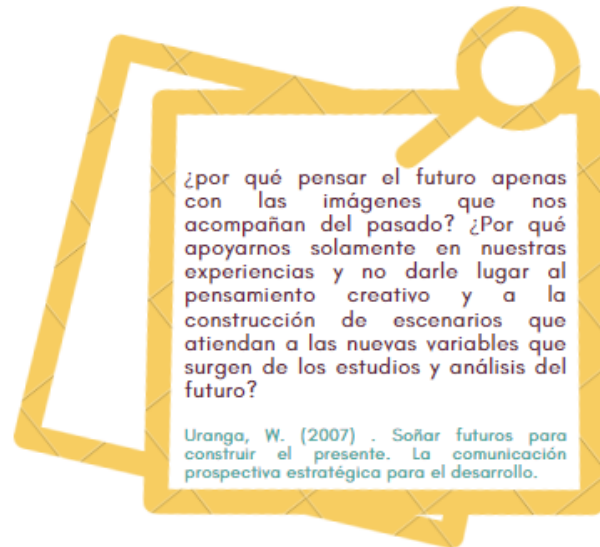 ¿por qué pensar el futuro apenas
con las imágenes que nos
acompañan del pasado? ¿Por qué
apoyarnos solamente en nuestras
experiencias y no darle lugar al
pensamiento creativo y a la
construcción de escenarios que
atiendan a las nuevas variables que
surgen de los estudios y análisis del
futuro?
Uranga, W. (2007) . Soñar futuros para
construir el presente. La comunicación
prospectiva estratégica para el desarrollo.